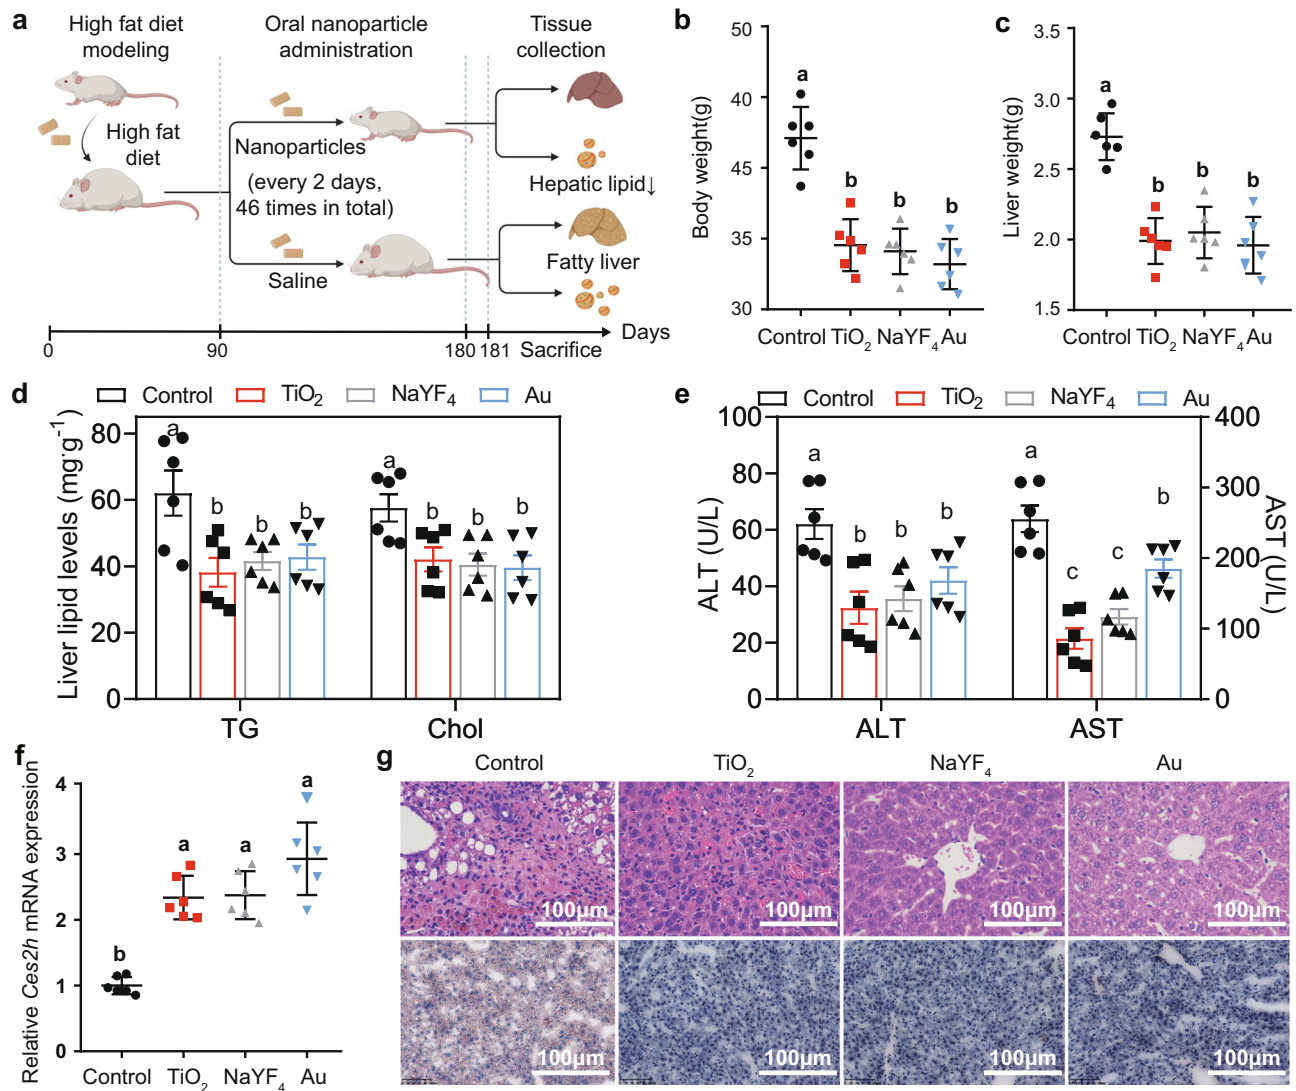 a
High fat diet modeling
Oral nanoparticle administration
Tissue collection
High fat diet
Nanoparticles
(every 2 days, 46 times in total)
Saline
Hepatic lipid↓
Fatty liver
0
90
180
181
Sacrifice
Days
b
Body weight(g)
50
40
45
35
30
a
b
b
b
Control
TiO₂
NaYF₄
Au
c
Liver weight(g)
3.5
3.0
2.5
2.0
1.5
a
b
b
b
Control
TiO₂
NaYF₄
Au
d
Control
TiO₂
NaYF₄
Au
Liver lipid levels (mg·g⁻¹)
80
60
40
20
0
a
b
b
b
a
b
b
b
TG
Chol
e
Control
TiO₂
NaYF₄
Au
ALT (U/L)
100
80
60
40
20
0
a
b
b
b
a
c
c
b
400
300
200
100
0
AST (U/L)
ALT
AST
f
Relative Ces2h mRNA expression
4
3
2
1
0
b
a
a
a
Control
TiO₂
NaYF₄
Au
g
Control
TiO₂
NaYF₄
Au
100μm
100μm
100μm
100μm
100μm
100μm
100μm
100μm